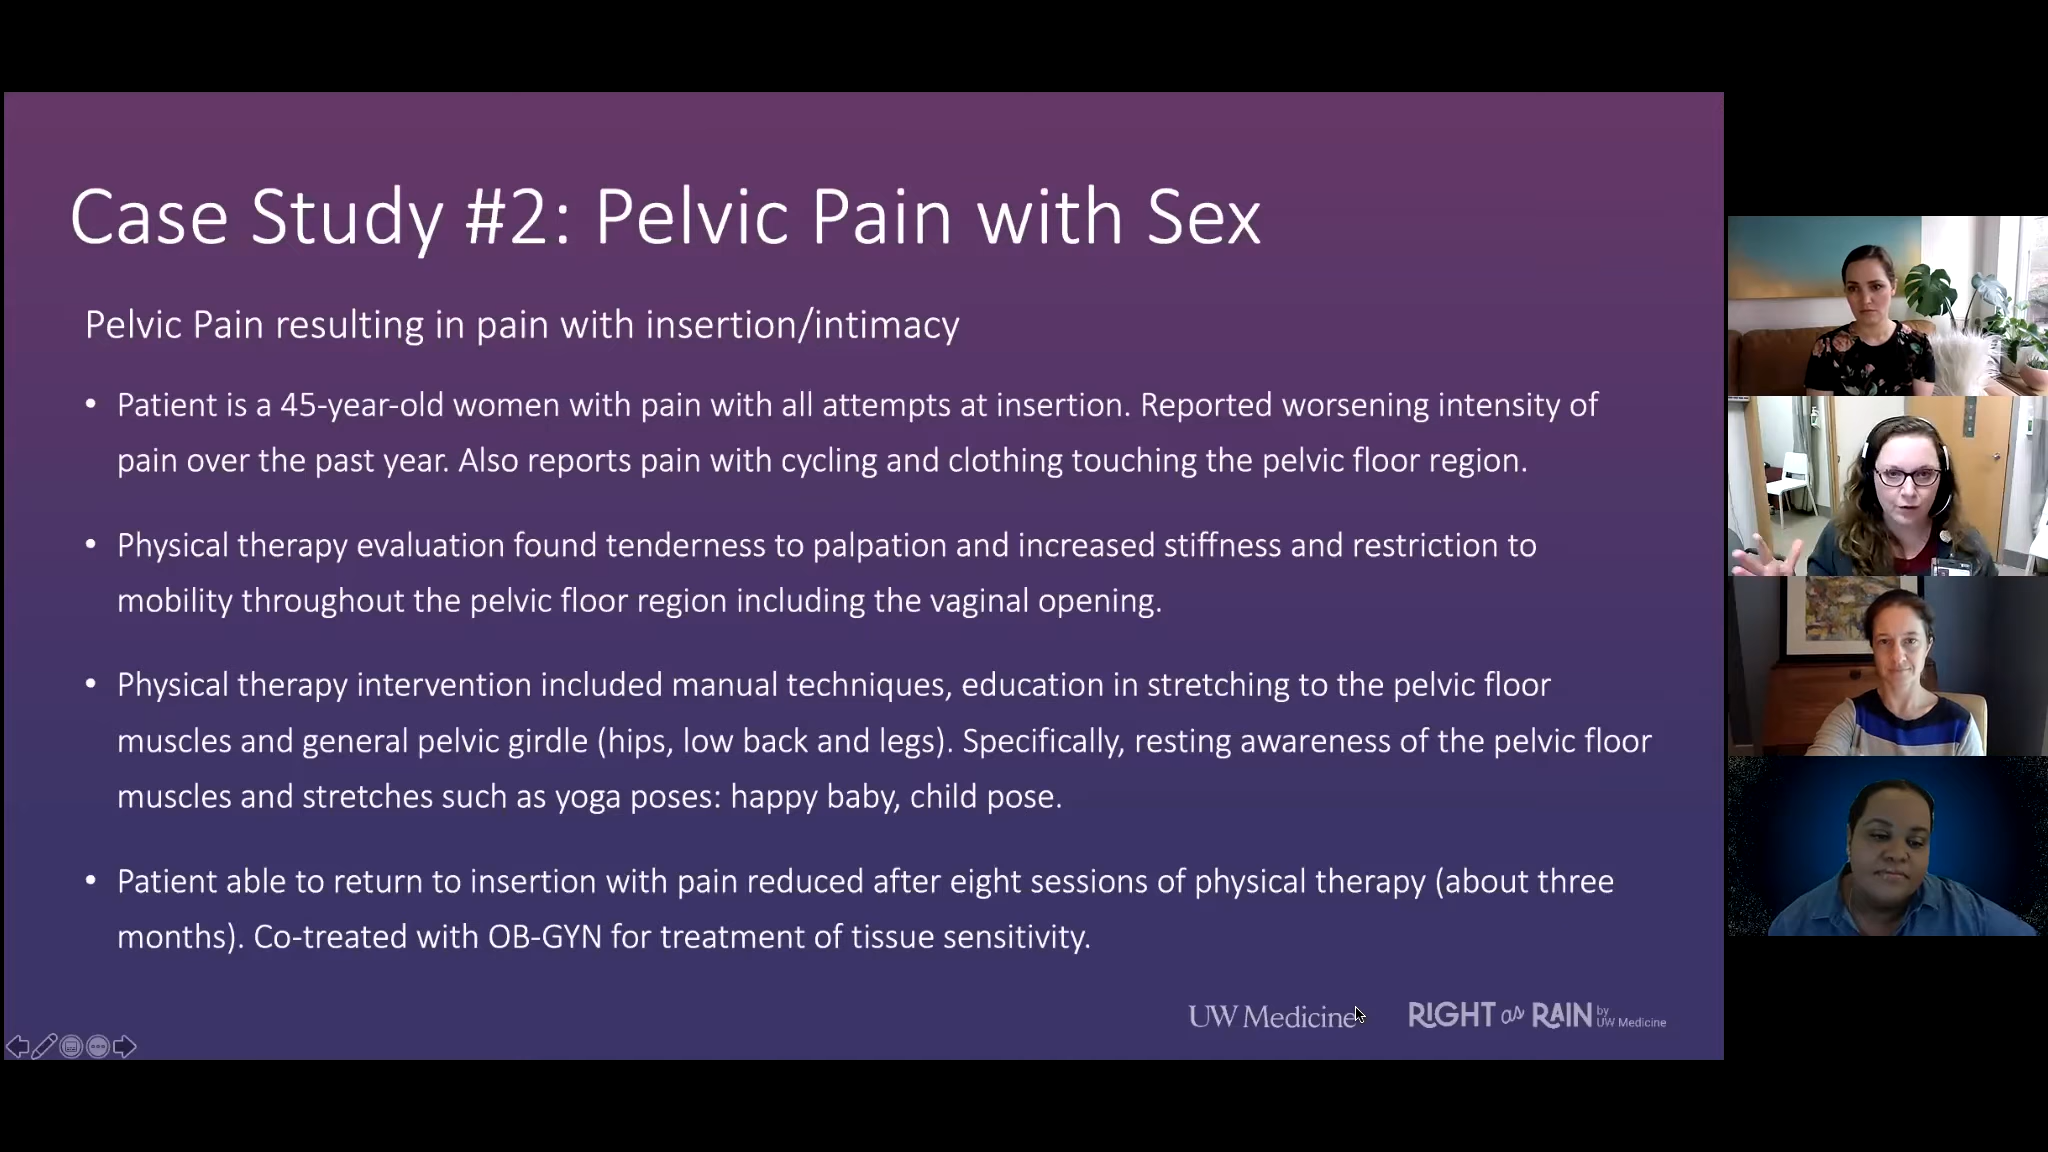 Case Study #2: Pelvic Pain with Sex
Pelvic Pain resulting in pain with insertion/intimacy
• Patient is a 45-year-old women with pain with all attempts at insertion. Reported worsening intensity of
pain over the past year. Also reports pain with cycling and clothing touching the pelvic floor region.
• Physical therapy evaluation found tenderness to palpation and increased stiffness and restriction to
mobility throughout the pelvic floor region including the vaginal opening.
• Physical therapy intervention included manual techniques, education in stretching to the pelvic floor
muscles and general pelvic girdle (hips, low back and legs). Specifically, resting awareness of the pelvic floor
muscles and stretches such as yoga poses: happy baby, child pose.
• Patient able to return to insertion with pain reduced after eight sessions of physical therapy (about three
months). Co-treated with OB-GYN for treatment of tissue sensitivity.
UW Medicine
RIGHT as RAIN by UW Medicine